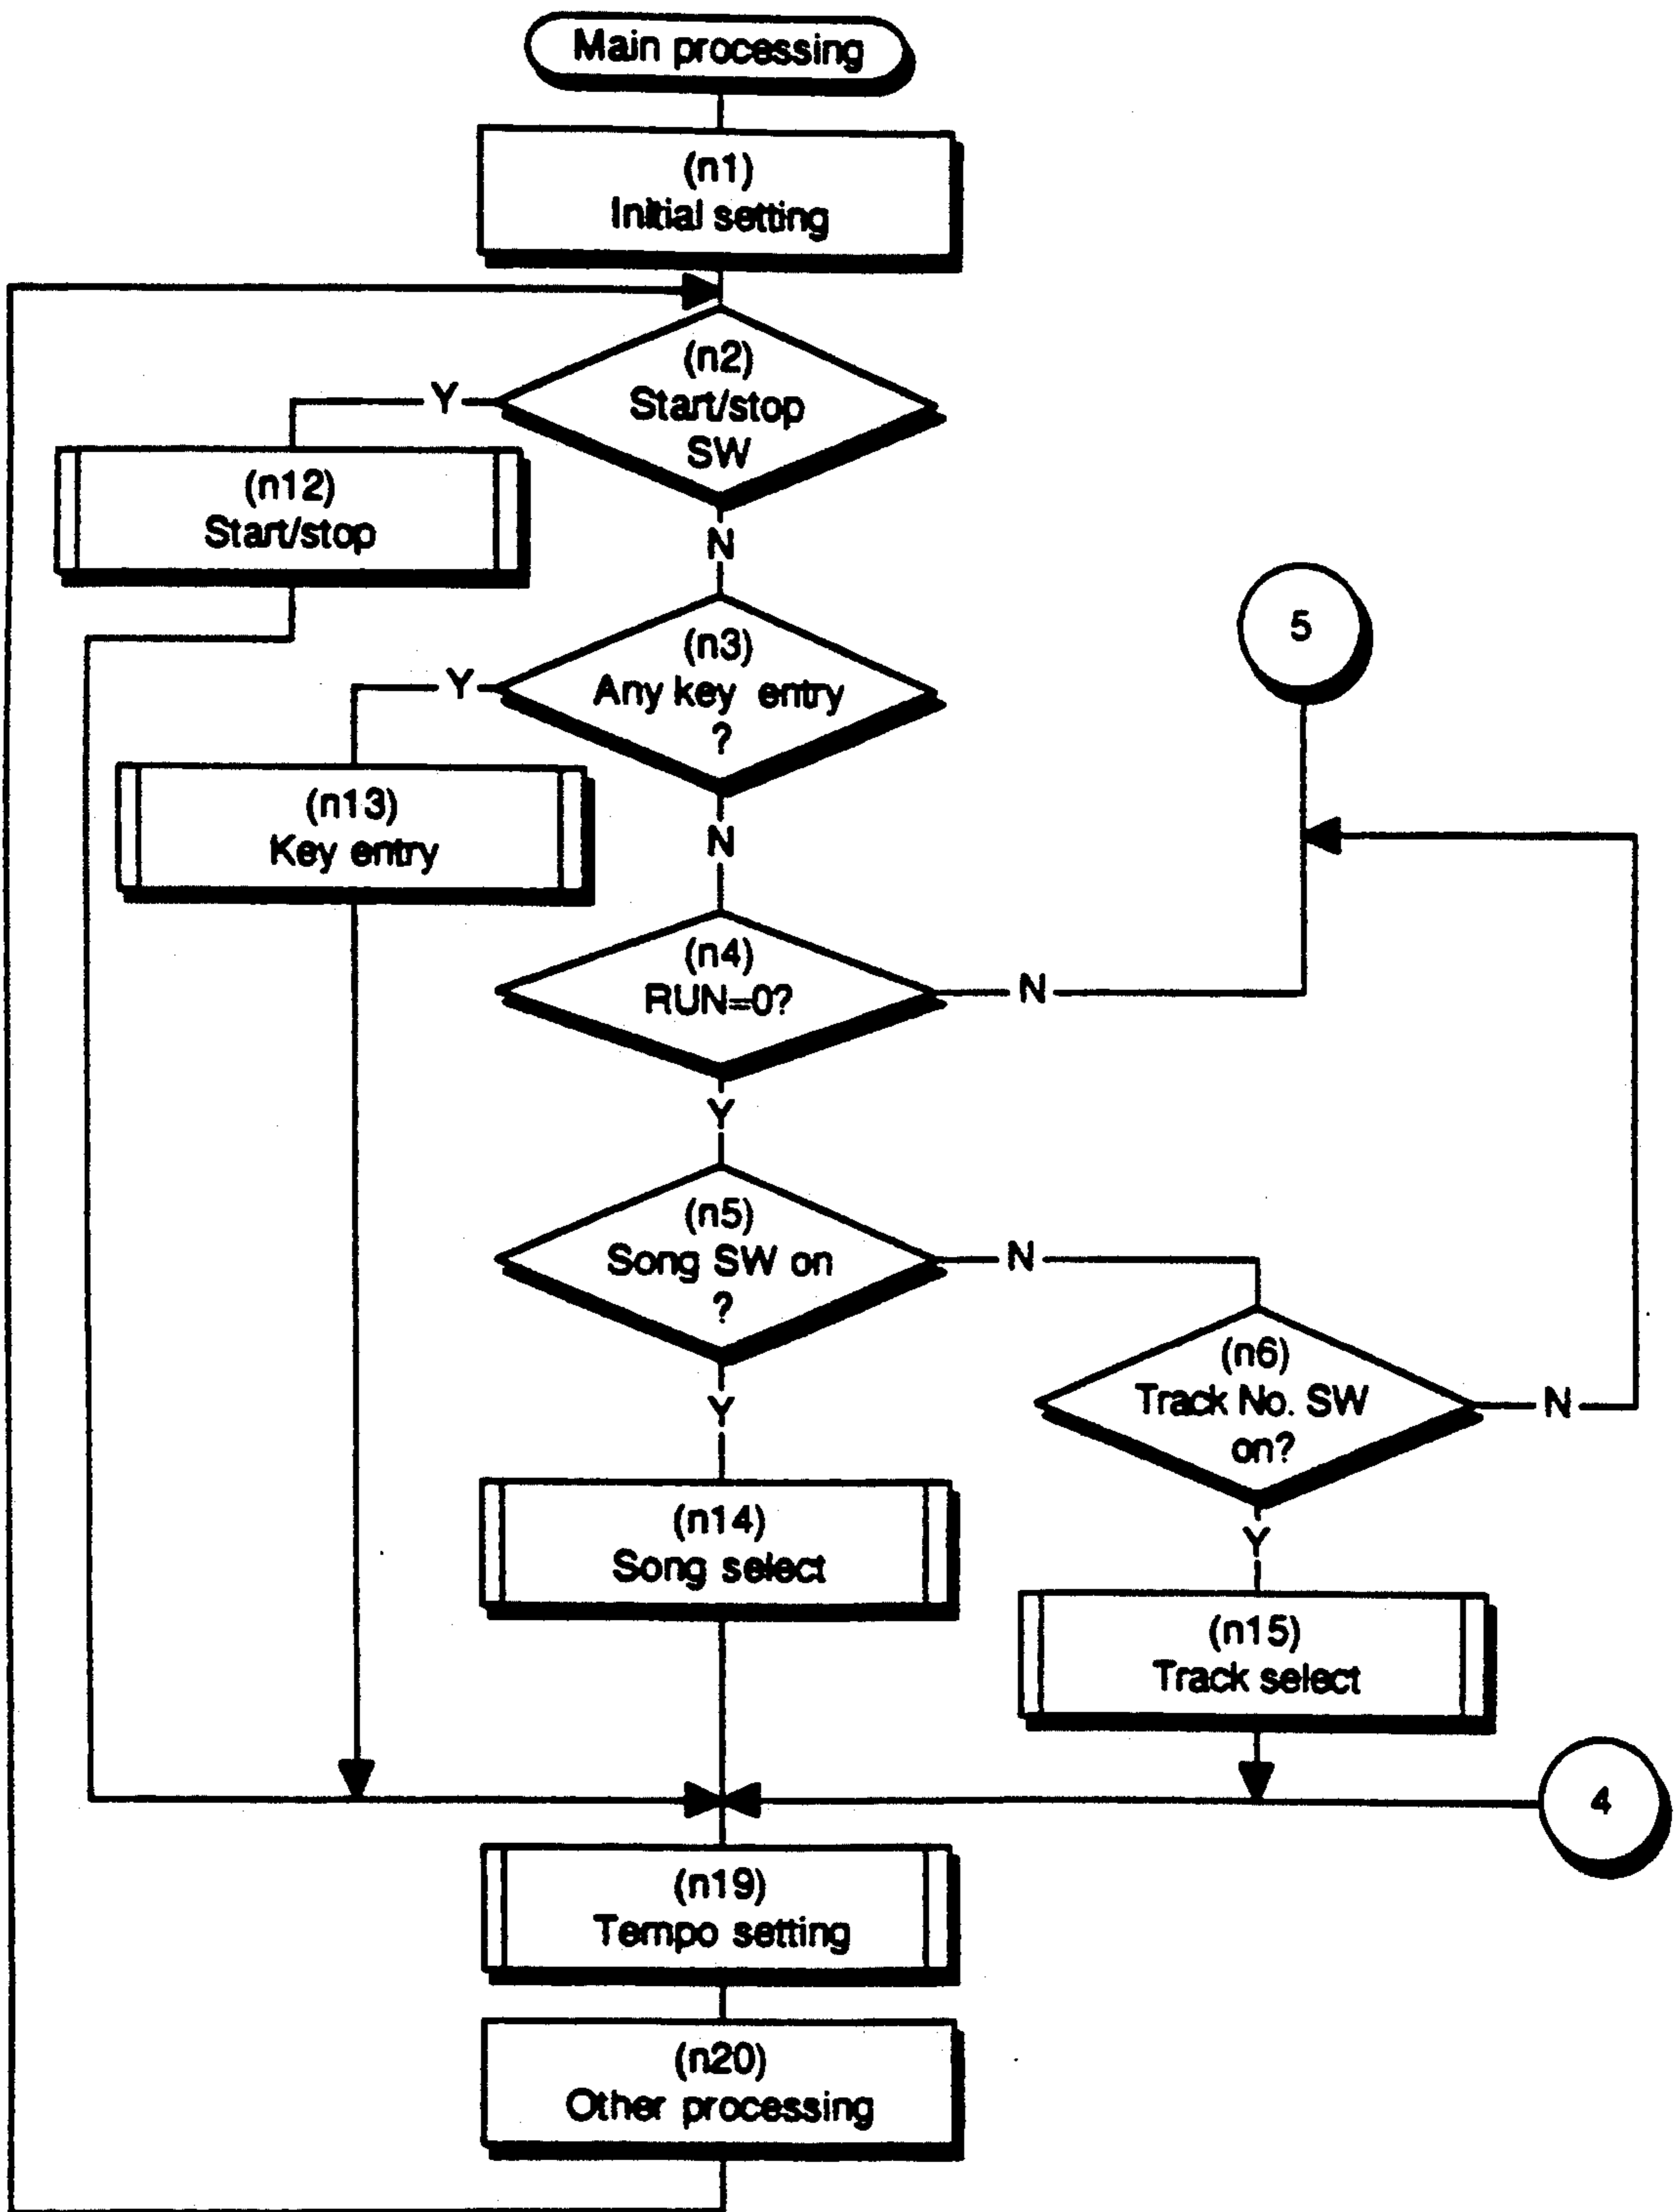 Main processing
(n1)
Initial setting
(n2)
Start/stop
SW
Y
(n12)
Start/stop
N
5
(n3)
Any key entry
?
Y
(n13)
Key entry
N
(n4)
RUN=0?
N
Y
(n5)
Song SW on
?
N
(n6)
Track No. SW
on?
N
Y
(n14)
Song select
Y
(n15)
Track select
4
(n19)
Tempo setting
(n20)
Other processing